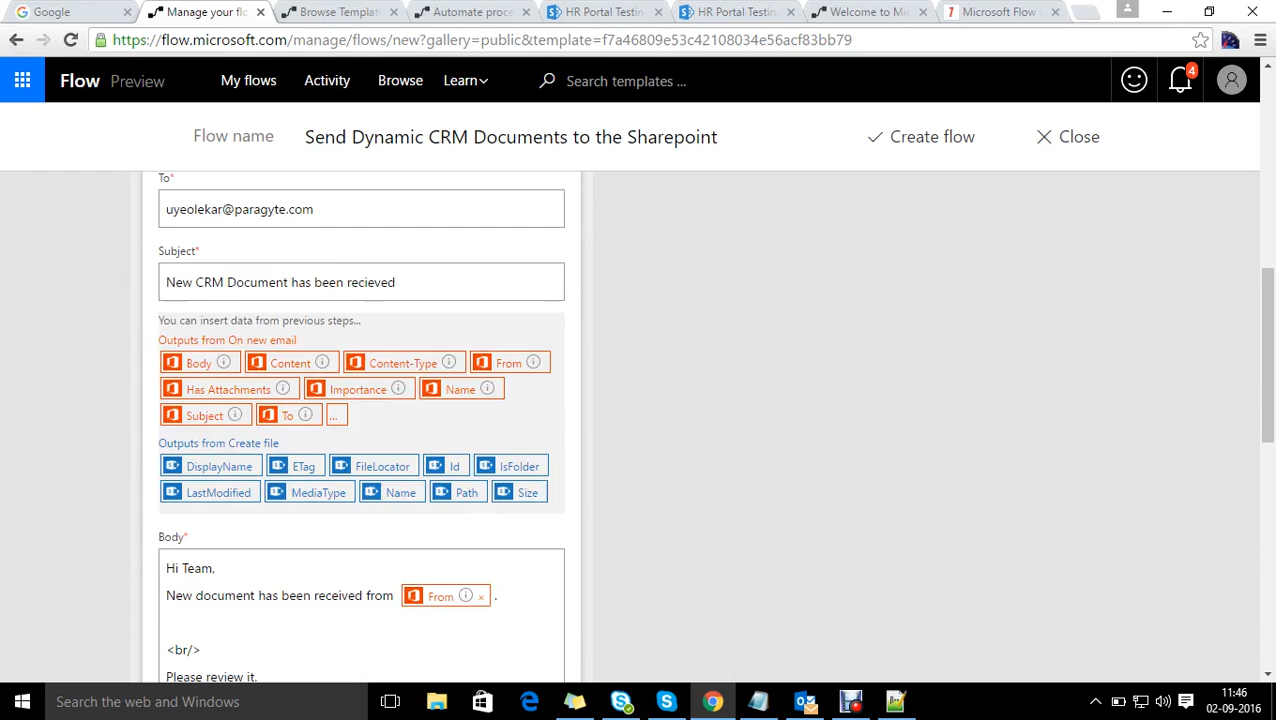 Google
Manage your flo
Browse Templat
Automate proce
HR Portal Testin
HR Portal Testin
Welcome to Mic
Microsoft Flow -
https://flow.microsoft.com/manage/flows/new?gallery=public&template=f7a46809e53c42108034e56acf83bb79
Flow Preview My flows Activity Browse Learn Search templates ... 4
Flow name Send Dynamic CRM Documents to the Sharepoint Create flow Close
To*
uyeolekar@paragyte.com
Subject*
New CRM Document has been recieved
You can insert data from previous steps...
Outputs from On new email
Body Content Content-Type From
Has Attachments Importance Name
Subject To ...
Outputs from Create file
DisplayName ETag FileLocator Id IsFolder
LastModified MediaType Name Path Size
Body*
Hi Team,
New document has been received from From × .
<br/>
Please review it.
Search the web and Windows
11:46
02-09-2016